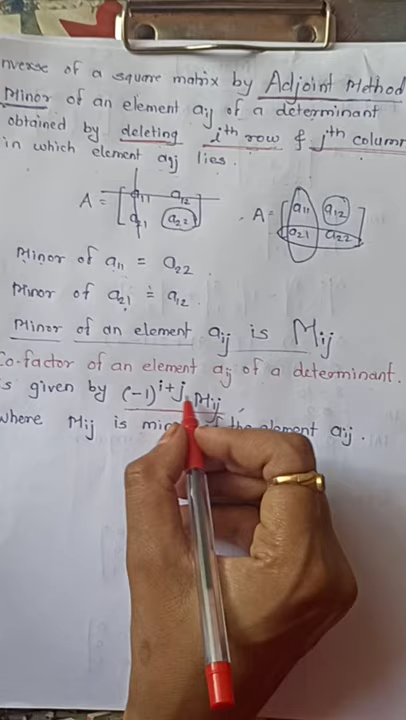 nverse of a square matrix by Adjoint Method
Minor of an element aij of a determinant
obtained by deleting ith row & jth column
in which element aij lies.
A = [a11 a12
a21 a22]
, A = [a11 a12
a21 a22]
Minor of a11 = a22
Minor of a21 = a12.
Minor of an element aij is Mij
Co-factor of an element aij of a determinant.
is given by (-1)^i+j Mij,
where Mij is the element aij.